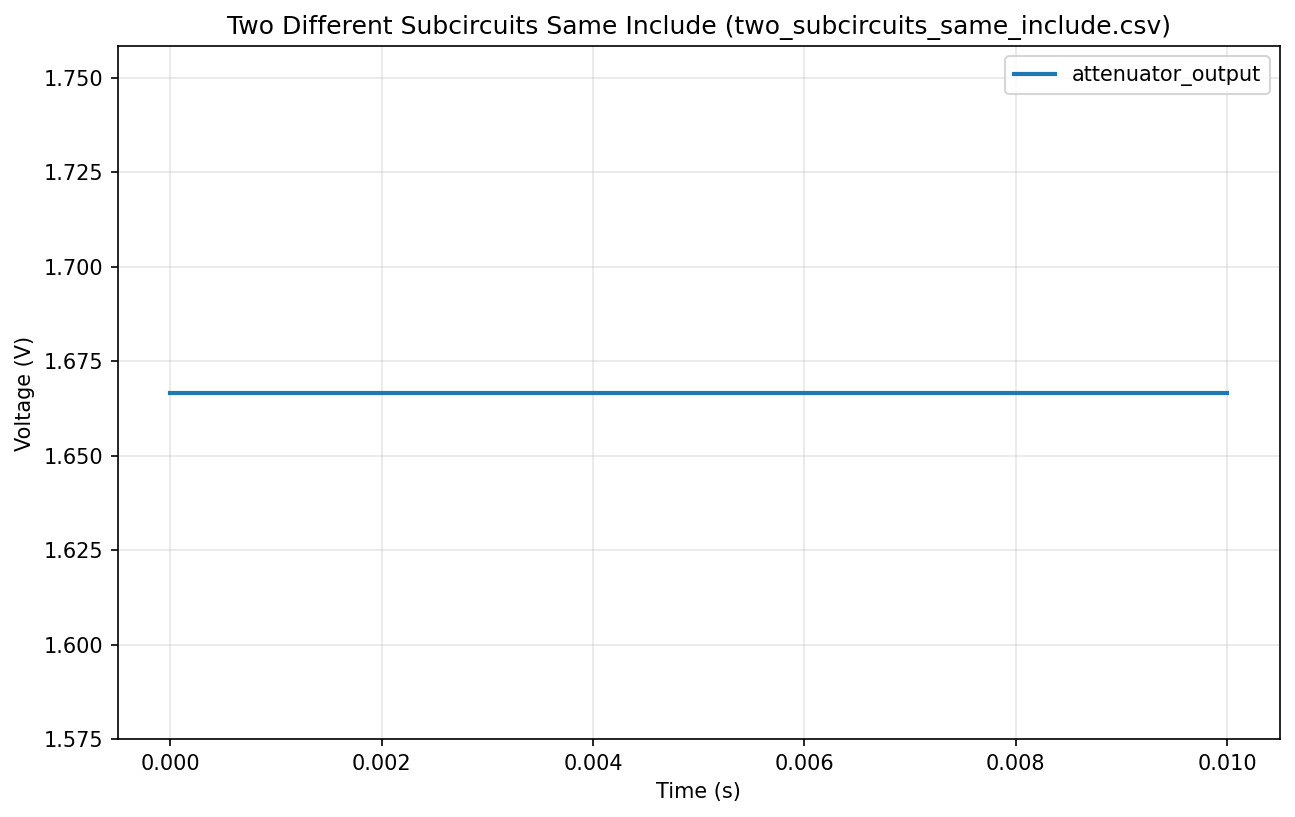 Two Different Subcircuits Same Include (two_subcircuits_same_include.csv)
attenuator_output
1.750
1.725
1.700
1.675
1.650
1.625
1.600
1.575
Voltage (V)
0.000 0.002 0.004 0.006 0.008 0.010
Time (s)